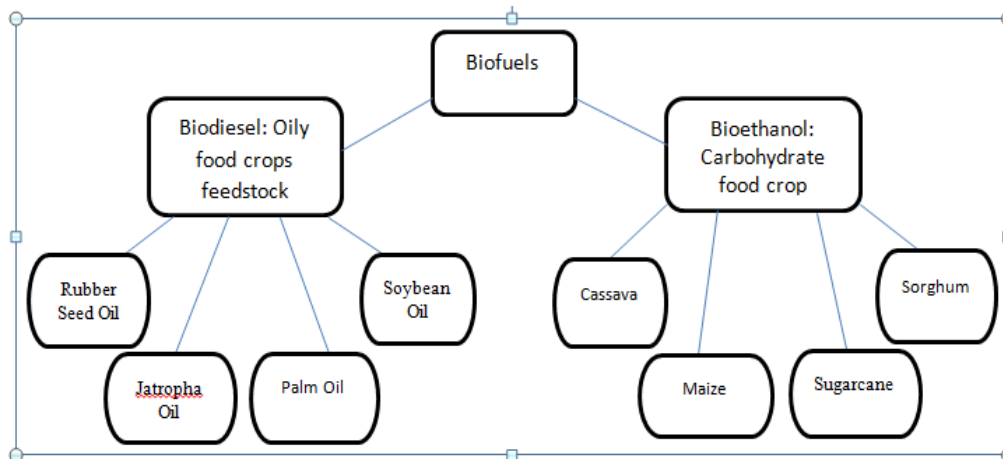 Biofuels
Biodiesel: Oily
food crops
feedstock
Bioethanol:
Carbohydrate
food crop
Rubber
Seed Oil
Jatropha
Oil
Palm Oil
Soybean
Oil
Cassava
Maize
Sugarcane
Sorghum